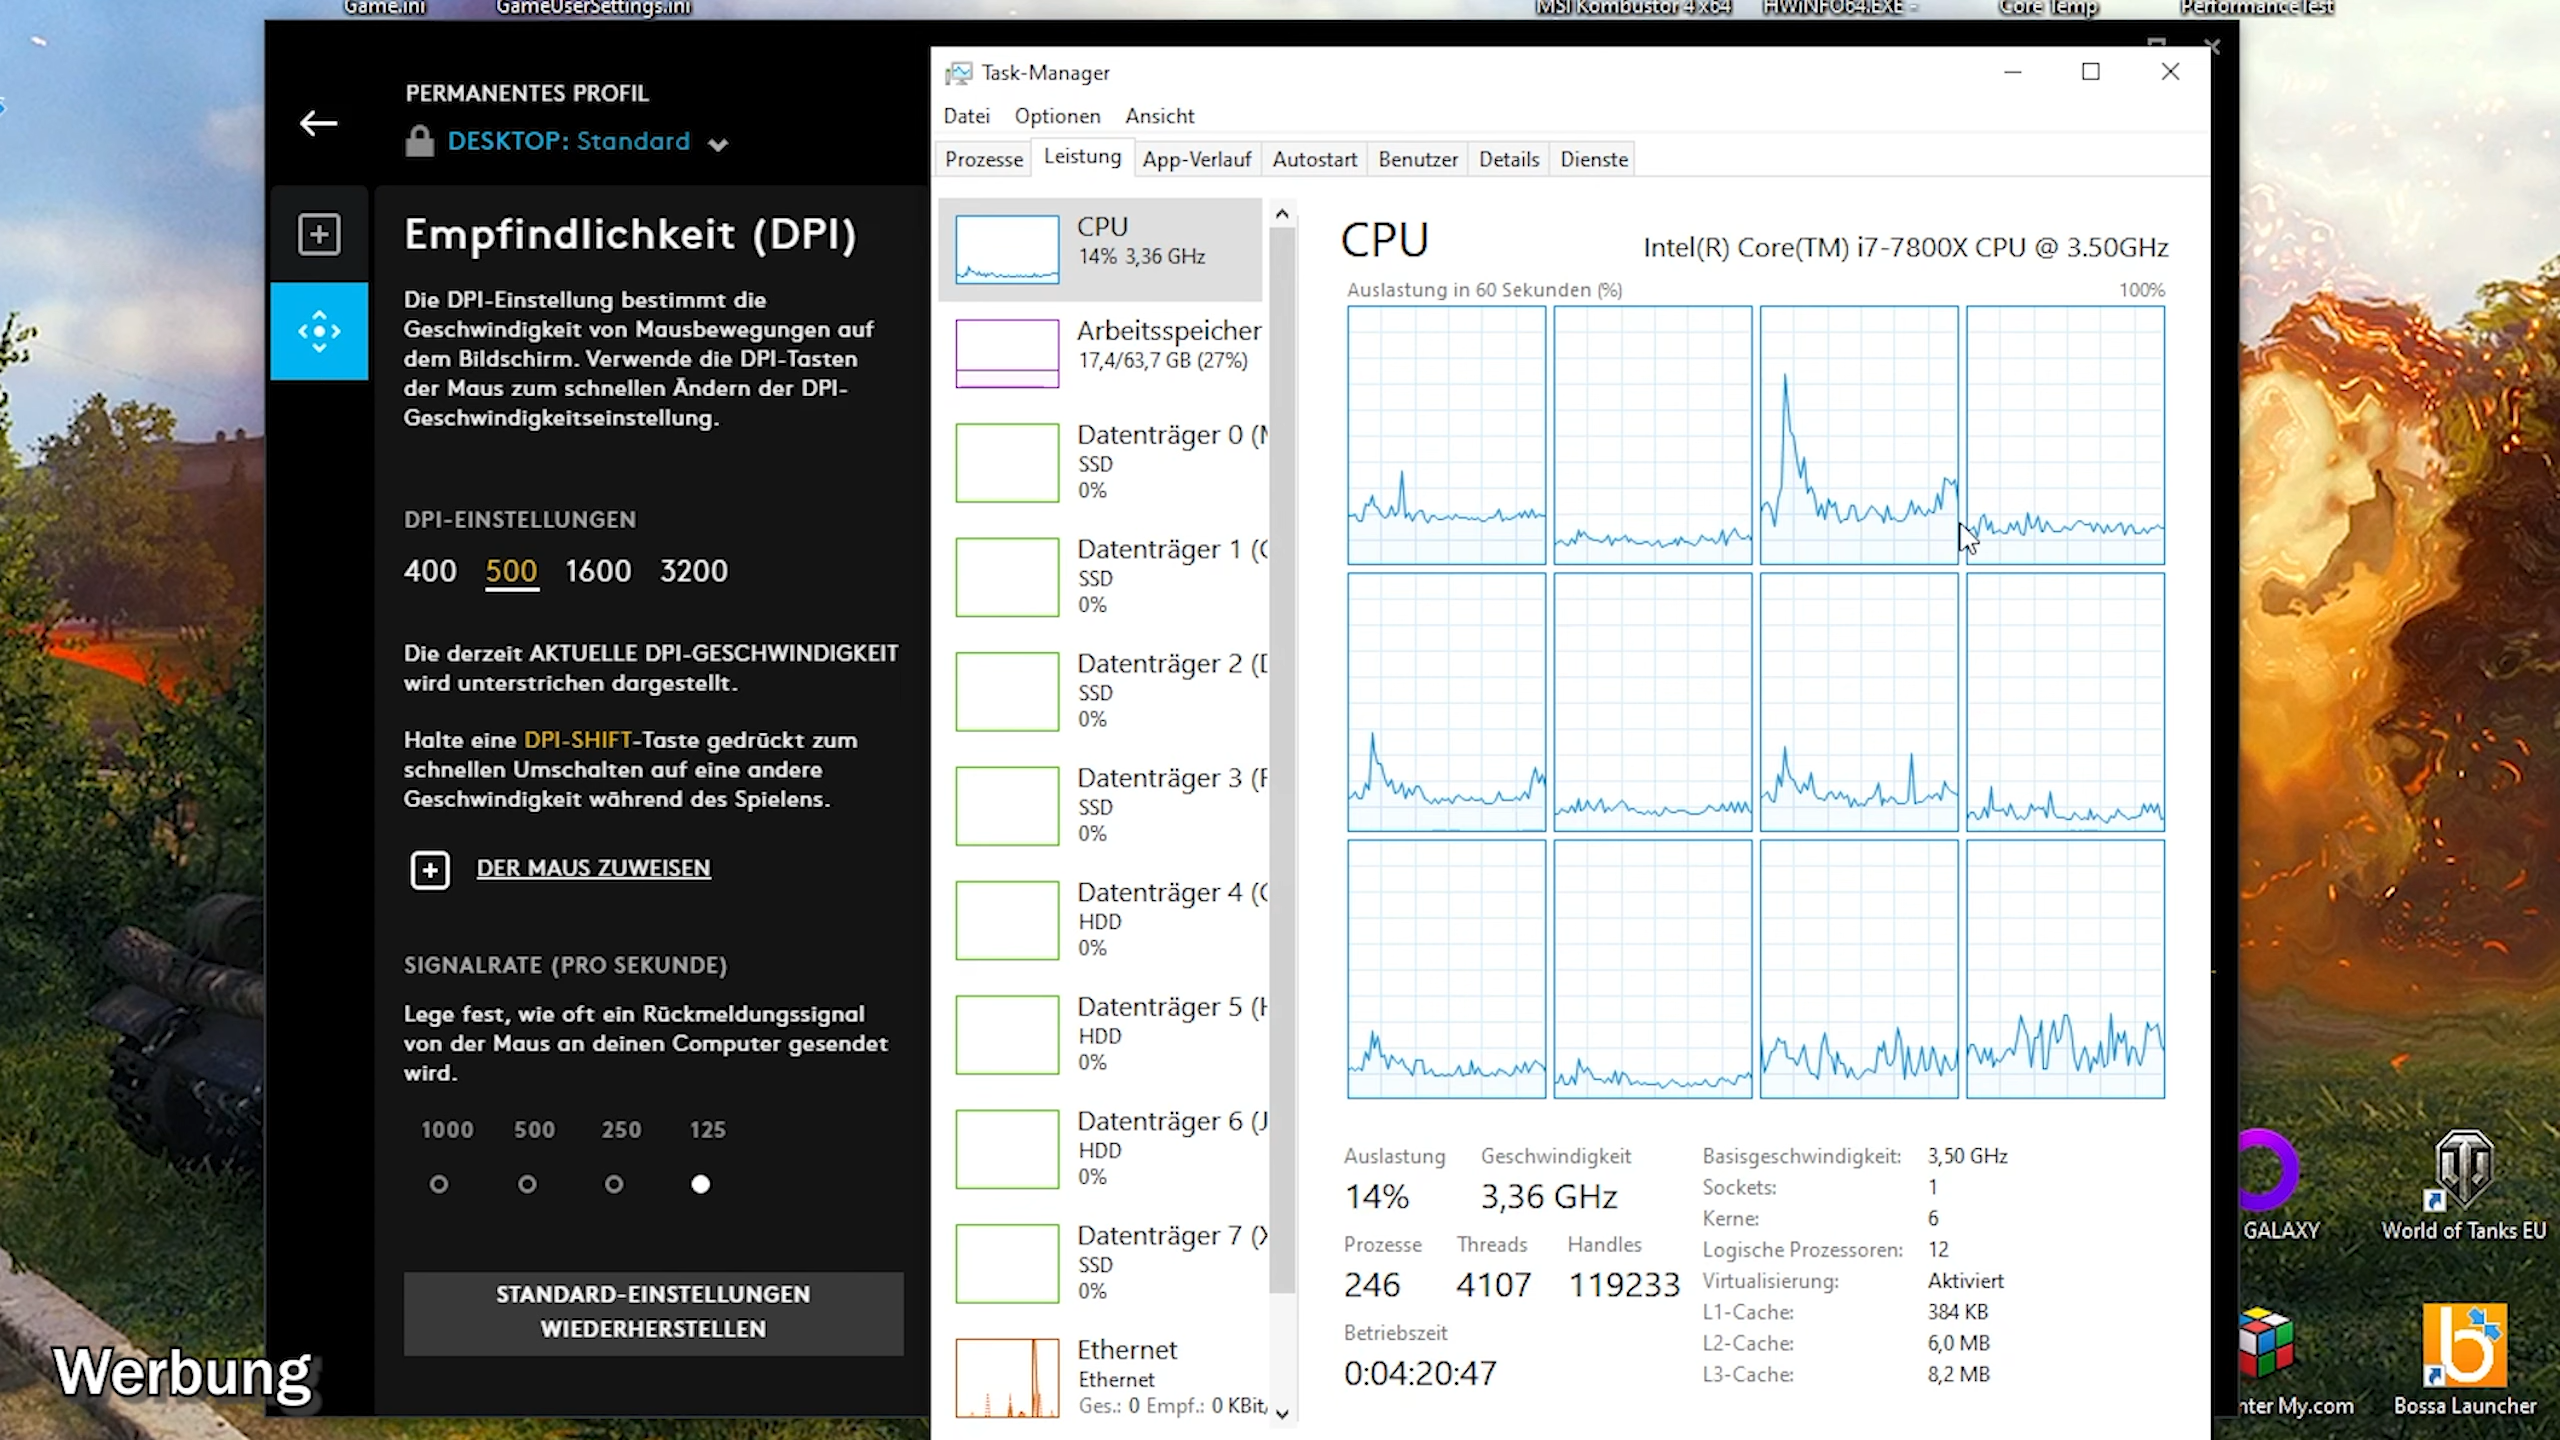 Game.ini
GameUserSettings.ini
MSI Kombustor 4 x64
HWiNFO64.EXE -
Core Temp
PerformanceTest
PERMANENTES PROFIL
DESKTOP: Standard
Empfindlichkeit (DPI)
Die DPI-Einstellung bestimmt die
Geschwindigkeit von Mausbewegungen auf
dem Bildschirm. Verwende die DPI-Tasten
der Maus zum schnellen Ändern der DPI-
Geschwindigkeitseinstellung.
DPI-EINSTELLUNGEN
400 500 1600 3200
Die derzeit AKTUELLE DPI-GESCHWINDIGKEIT
wird unterstrichen dargestellt.
Halte eine DPI-SHIFT-Taste gedrückt zum
schnellen Umschalten auf eine andere
Geschwindigkeit während des Spielens.
DER MAUS ZUWEISEN
SIGNALRATE (PRO SEKUNDE)
Lege fest, wie oft ein Rückmeldungssignal
von der Maus an deinen Computer gesendet
wird.
1000 500 250 125
STANDARD-EINSTELLUNGEN
WIEDERHERSTELLEN
Werbung
Task-Manager
Datei Optionen Ansicht
Prozesse Leistung App-Verlauf Autostart Benutzer Details Dienste
CPU
14% 3,36 GHz
Arbeitsspeicher
17,4/63,7 GB (27%)
Datenträger 0 (
SSD
0%
Datenträger 1 (
SSD
0%
Datenträger 2 (
SSD
0%
Datenträger 3 (
SSD
0%
Datenträger 4 (
HDD
0%
Datenträger 5 (
HDD
0%
Datenträger 6 (
HDD
0%
Datenträger 7 (
SSD
0%
Ethernet
Ethernet
Ges.: 0 Empf.: 0 KBit/
CPU
Intel(R) Core(TM) i7-7800X CPU @ 3.50GHz
Auslastung in 60 Sekunden (%)
100%
Auslastung Geschwindigkeit
14% 3,36 GHz
Prozesse Threads Handles
246 4107 119233
Betriebszeit
0:04:20:47
Basisgeschwindigkeit: 3,50 GHz
Sockets: 1
Kerne: 6
Logische Prozessoren: 12
Virtualisierung: Aktiviert
L1-Cache: 384 KB
L2-Cache: 6,0 MB
L3-Cache: 8,2 MB
GALAXY
World of Tanks EU
nter My.com
Bossa Launcher